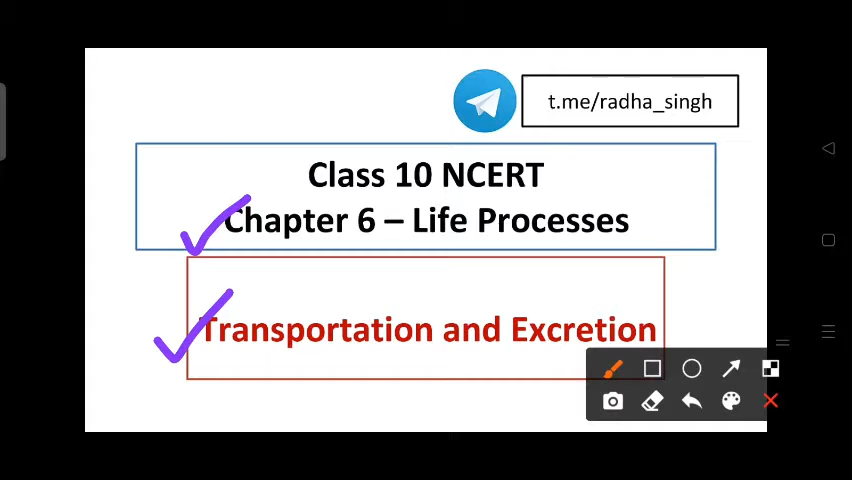 t.me/radha_singh
Class 10 NCERT
Chapter 6 – Life Processes
Transportation and Excretion